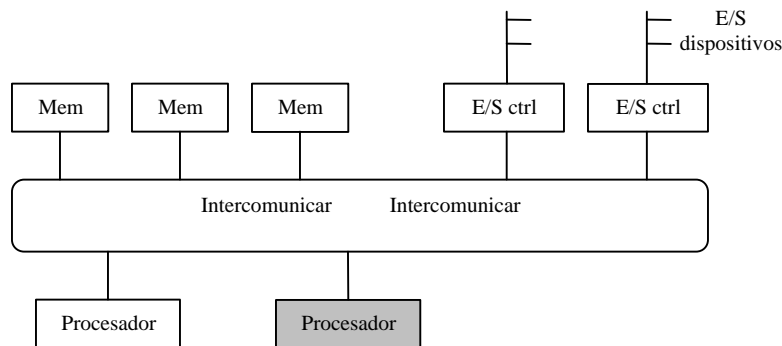 E/S
dispositivos
Mem Mem Mem E/S ctrl E/S ctrl
Intercomunicar Intercomunicar
Procesador Procesador